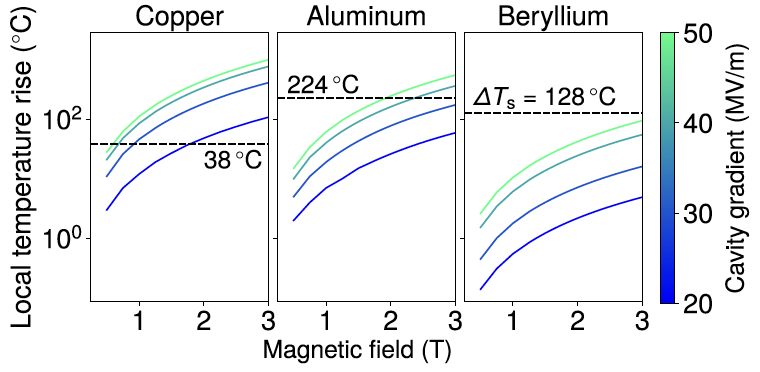 Copper Aluminum Beryllium
Local temperature rise (°C)
10²
10⁰
38 °C
224 °C
ΔTₛ = 128 °C
1 2 3 1 2 3 1 2 3
Magnetic field (T)
50
40
30
20
Cavity gradient (MV/m)